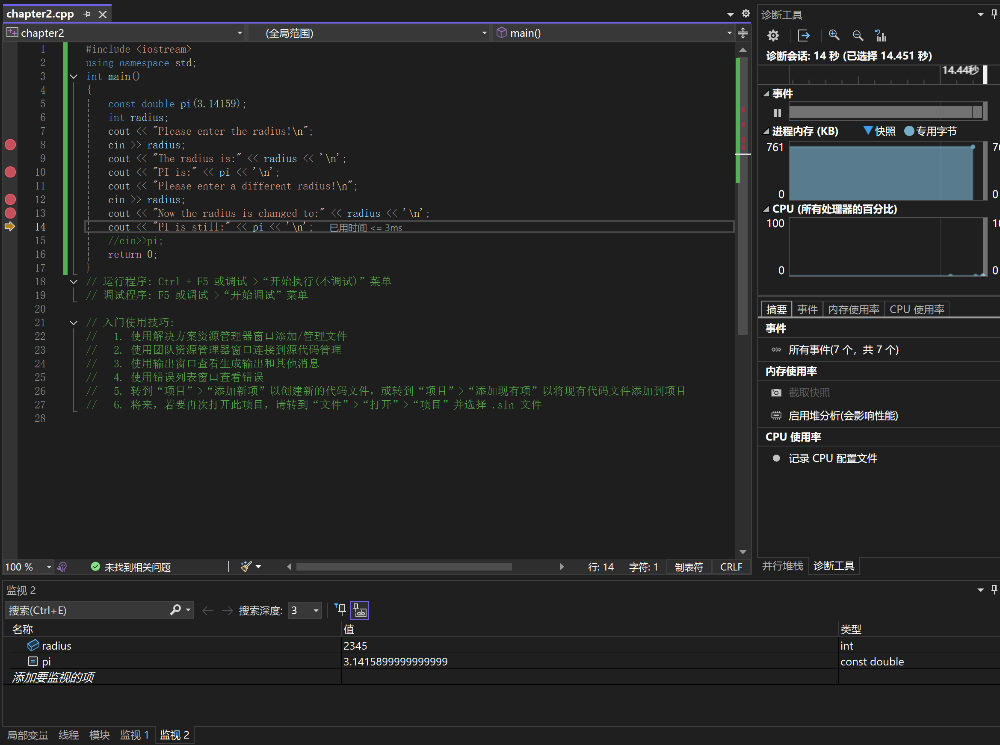 chapter2.cpp
chapter2
(全局范围)
main()
1 #include <iostream>
2 using namespace std;
3 int main()
4 {
5 const double pi(3.14159);
6 int radius;
7 cout << "Please enter the radius!\n";
8 cin >> radius;
9 cout << "The radius is:" << radius << '\n';
10 cout << "PI is:" << pi << '\n';
11 cout << "Please enter a different radius!\n";
12 cin >> radius;
13 cout << "Now the radius is changed to:" << radius << '\n';
14 cout << "PI is still:" << pi << '\n'; 已用时间 <= 3ms
15 //cin>>pi;
16 return 0;
17 }
18 // 运行程序: Ctrl + F5 或调试 >“开始执行(不调试)”菜单
19 // 调试程序: F5 或调试 >“开始调试”菜单
20
21 // 入门使用技巧:
22 // 1. 使用解决方案资源管理器窗口添加/管理文件
23 // 2. 使用团队资源管理器窗口连接到源代码管理
24 // 3. 使用输出窗口查看生成输出和其他消息
25 // 4. 使用错误列表窗口查看错误
26 // 5. 转到“项目”>“添加新项”以创建新的代码文件，或转到“项目”>“添加现有项”以将现有代码文件添加到项目
27 // 6. 将来，若要再次打开此项目，请转到“文件”>“打开”>“项目”并选择 .sln 文件
28
100 %
未找到相关问题
行: 14 字符: 1 制表符 CRLF
诊断工具
诊断会话: 14 秒 (已选择 14.451 秒)
14.44秒
事件
进程内存 (KB) 快照 专用字节
761
0 0
CPU (所有处理器的百分比)
100
0 0
摘要 事件 内存使用率 CPU 使用率
事件
所有事件(7 个，共 7 个)
内存使用率
截取快照
启用堆分析(会影响性能)
CPU 使用率
记录 CPU 配置文件
并行堆栈 诊断工具
监视 2
搜索(Ctrl+E) 搜索深度: 3
名称 值 类型
radius 2345 int
pi 3.1415899999999999 const double
添加要监视的项
局部变量 线程 模块 监视 1 监视 2